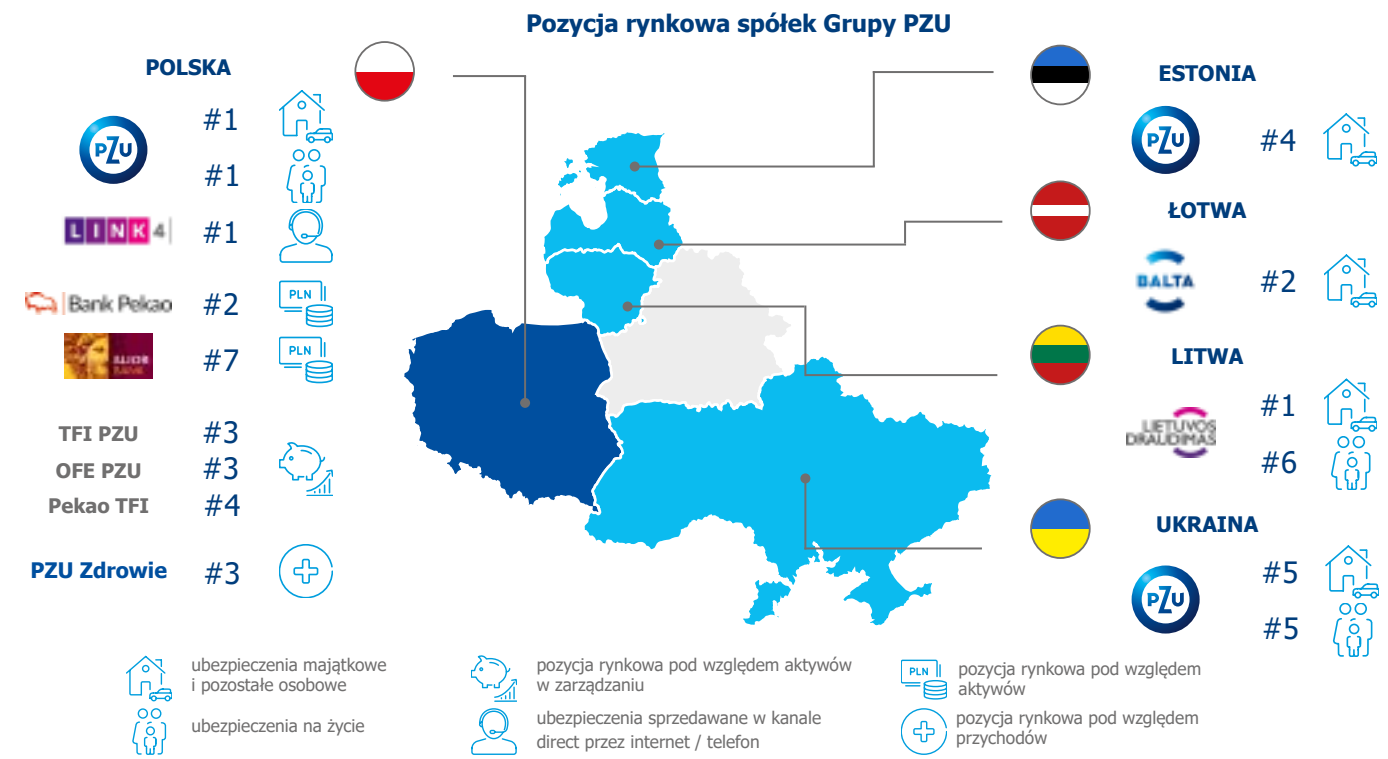 Pozycja rynkowa spółek Grupy PZU
POLSKA
PZU
#1
#1
LINK 4
#1
Bank Pekao
#2
ALIOR
BANK
#7
PLN
PLN
TFI PZU
#3
OFE PZU
#3
Pekao TFI
#4
PZU Zdrowie
#3
ESTONIA
PZU
#4
ŁOTWA
BALTA
#2
LITWA
LIETUVOS
DRAUDIMAS
#1
#6
UKRAINA
PZU
#5
#5
ubezpieczenia majątkowe
i pozostałe osobowe
ubezpieczenia na życie
pozycja rynkowa pod względem aktywów
w zarządzaniu
ubezpieczenia sprzedawane w kanale
direct przez internet / telefon
PLN
pozycja rynkowa pod względem
aktywów
pozycja rynkowa pod względem
przychodów